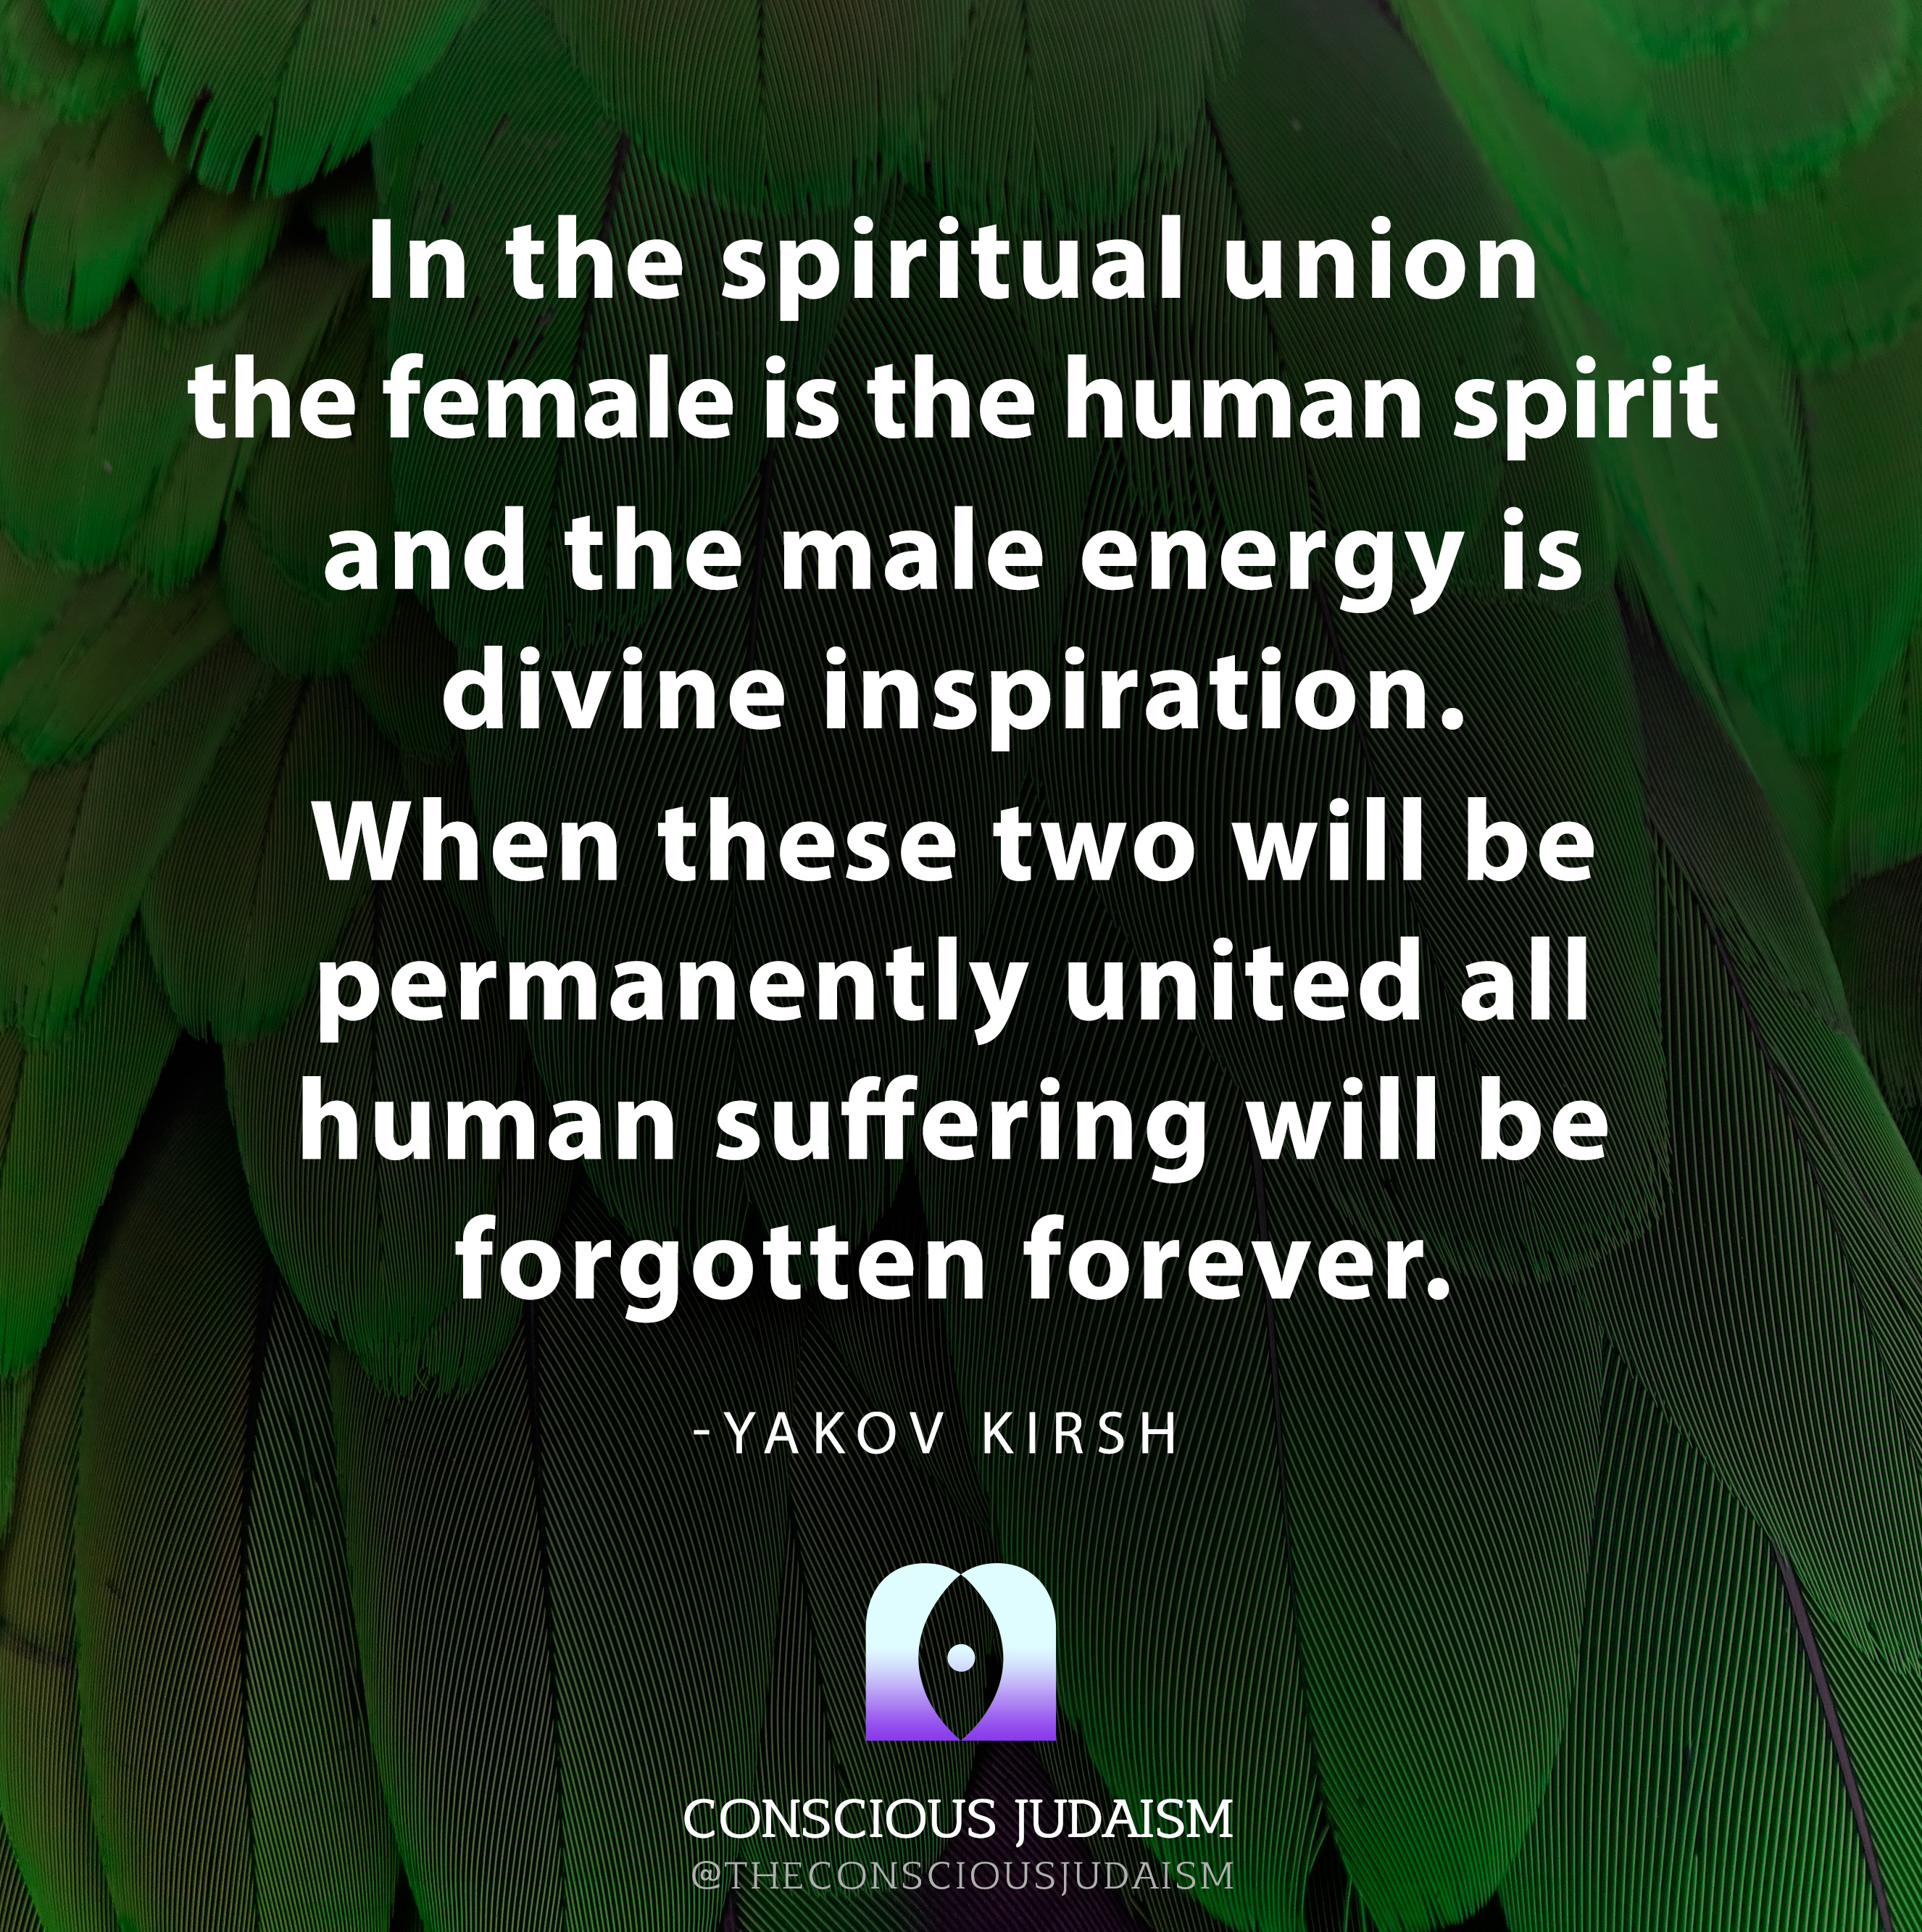 In the spiritual union
the female is the human spirit
and the male energy is
divine inspiration.
When these two will be
permanently united all
human suffering will be
forgotten forever.
-YAKOV KIRSH
CONSCIOUS JUDAISM
@THECONSCIOUSJUDAISM